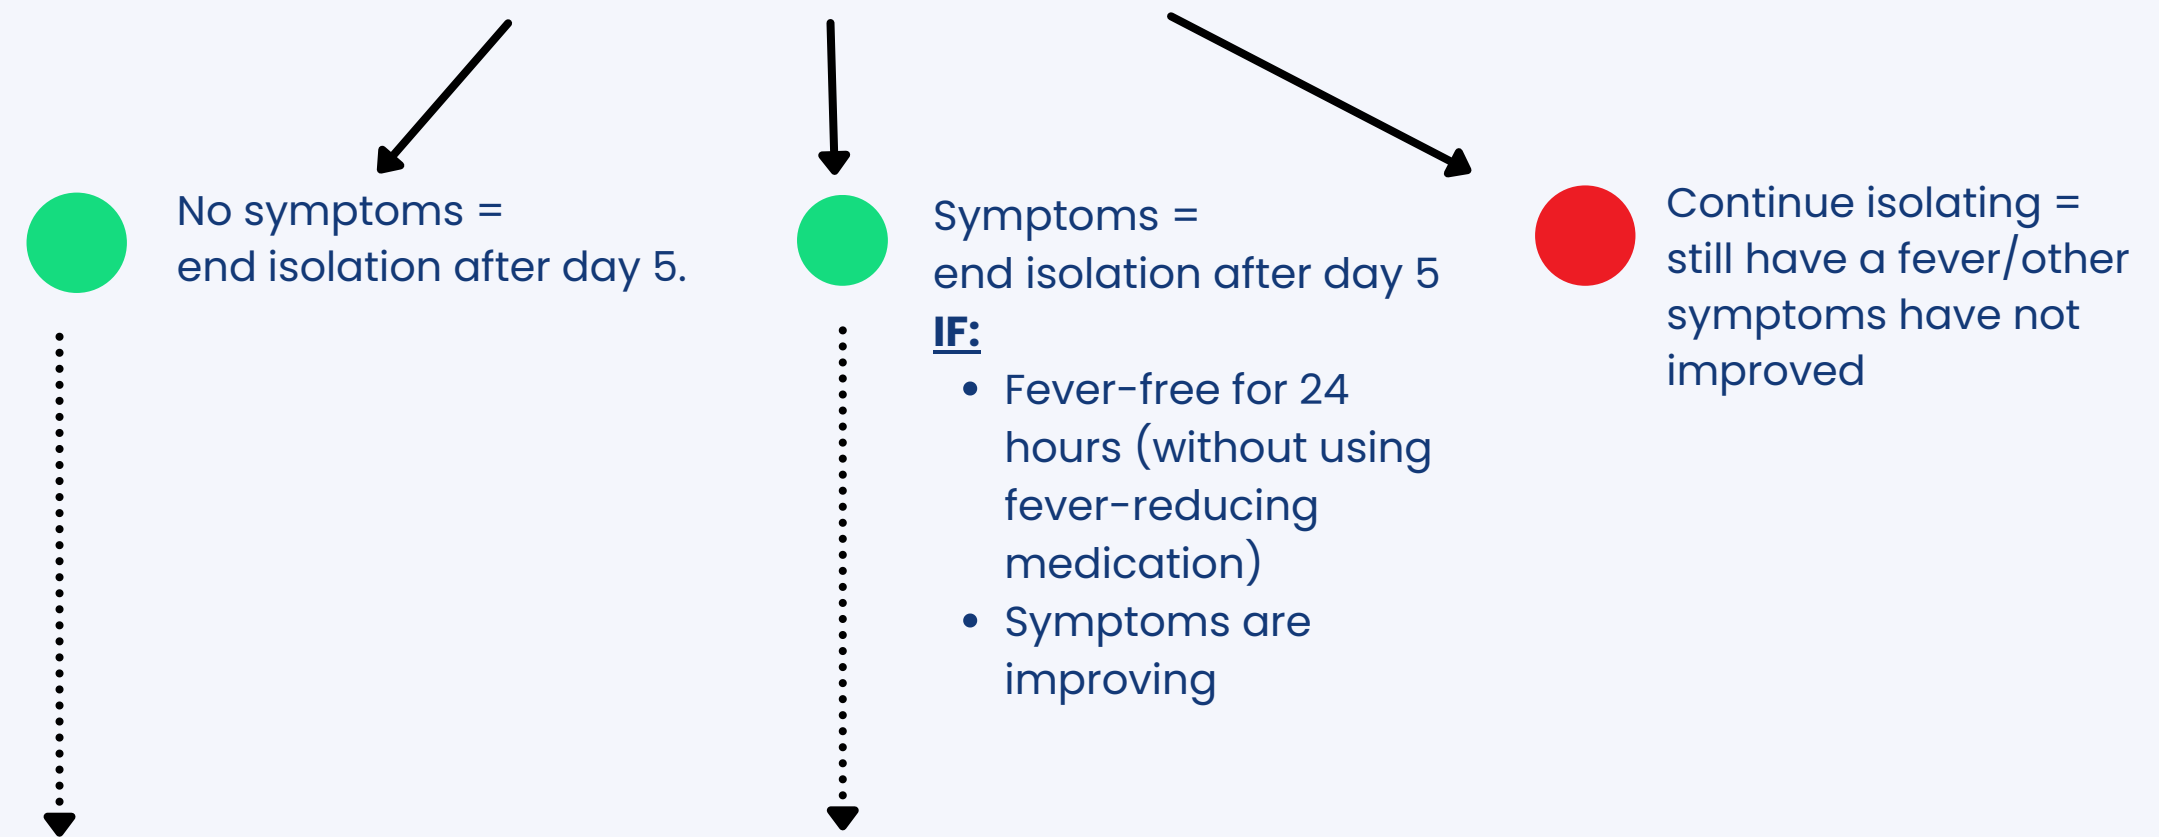 No symptoms =
end isolation after day 5.
Symptoms =
end isolation after day 5
IF:
• Fever-free for 24
hours (without using
fever-reducing
medication)
• Symptoms are
improving
Continue isolating =
still have a fever/other
symptoms have not
improved